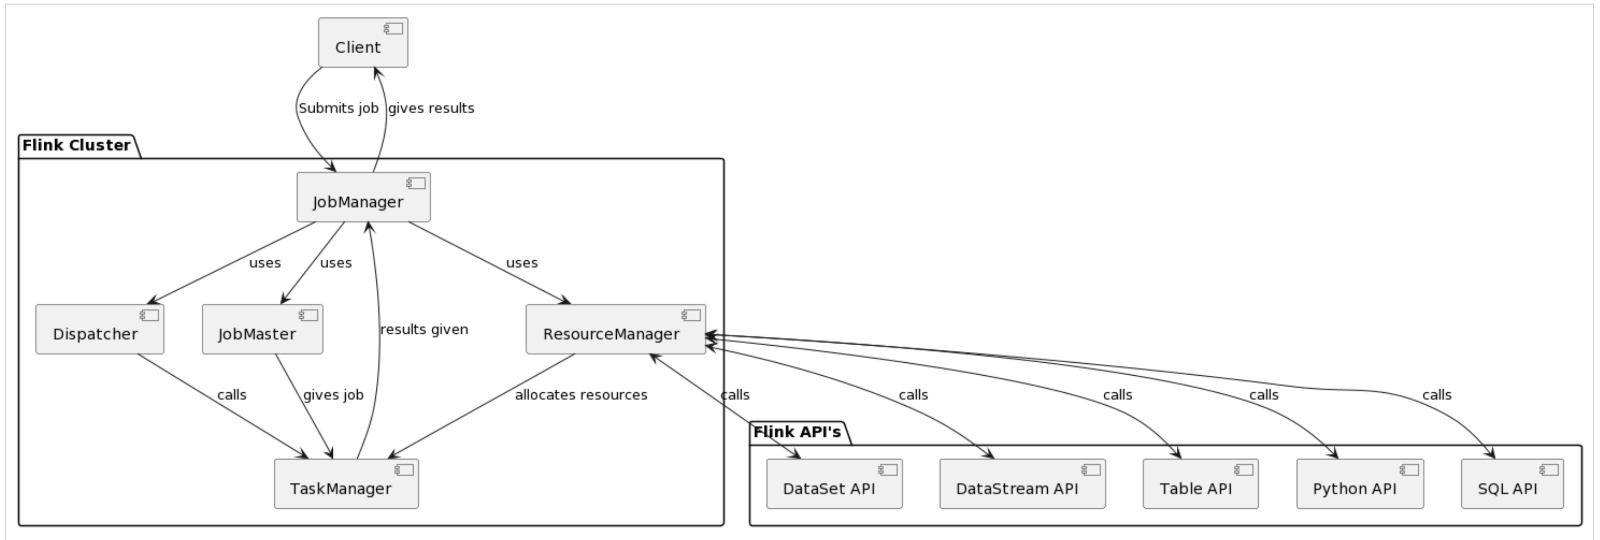 Client
Submits job
gives results
Flink Cluster
JobManager
uses
uses
uses
Dispatcher
JobMaster
results given
ResourceManager
calls
gives job
allocates resources
calls
calls
calls
calls
calls
Flink API's
TaskManager
DataSet API
DataStream API
Table API
Python API
SQL API